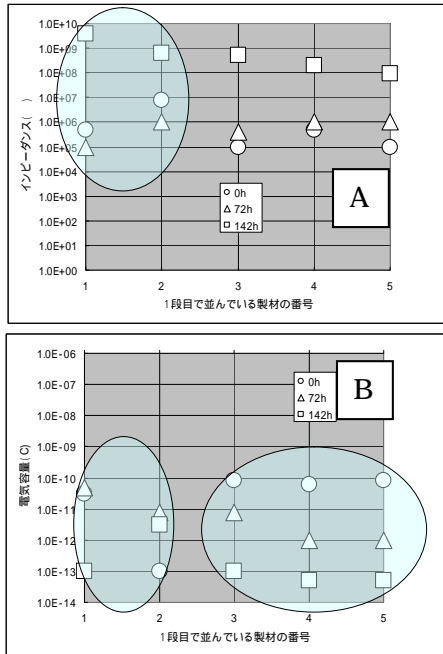 インピーダンス( )
1.0E+10
1.0E+09
1.0E+08
1.0E+07
1.0E+06
1.0E+05
1.0E+04
1.0E+03
1.0E+02
1.0E+01
1.0E+00
0h
72h
142h
A
1 2 3 4 5
1段目で並んでいる製材の番号
電気容量(C)
1.0E-06
1.0E-07
1.0E-08
1.0E-09
1.0E-10
1.0E-11
1.0E-12
1.0E-13
1.0E-14
0h
72h
142h
B
1 2 3 4 5
1段目で並んでいる製材の番号